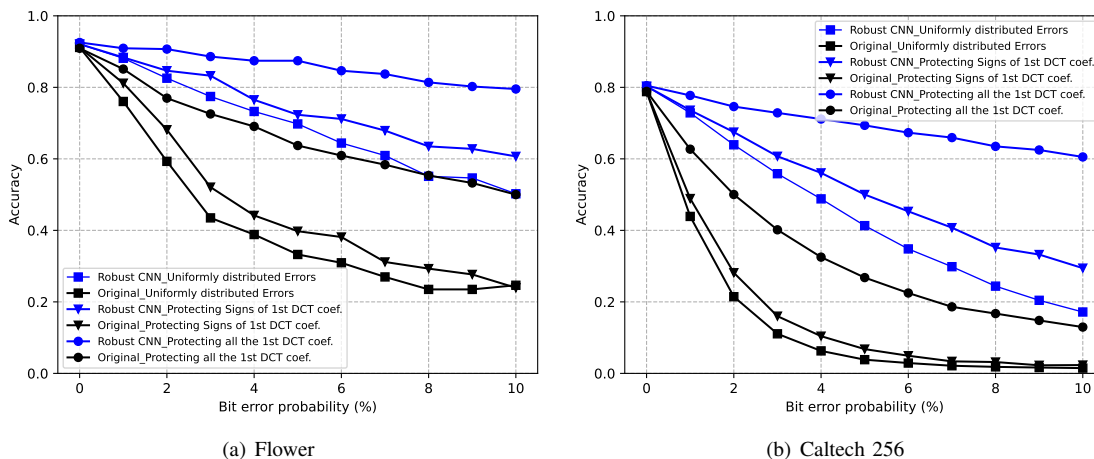 1.0
0.8
0.6
0.4
0.2
0.0
Accuracy
Robust CNN_Uniformly distributed Errors
Original_Uniformly distributed Errors
Robust CNN_Protecting Signs of 1st DCT coef.
Original_Protecting Signs of 1st DCT coef.
Robust CNN_Protecting all the 1st DCT coef.
Original_Protecting all the 1st DCT coef.
0 2 4 6 8 10
Bit error probability (%)
(a) Flower
1.0
0.8
0.6
0.4
0.2
0.0
Accuracy
Robust CNN_Uniformly distributed Errors
Original_Uniformly distributed Errors
Robust CNN_Protecting Signs of 1st DCT coef.
Original_Protecting Signs of 1st DCT coef.
Robust CNN_Protecting all the 1st DCT coef.
Original_Protecting all the 1st DCT coef.
0 2 4 6 8 10
Bit error probability (%)
(b) Caltech 256